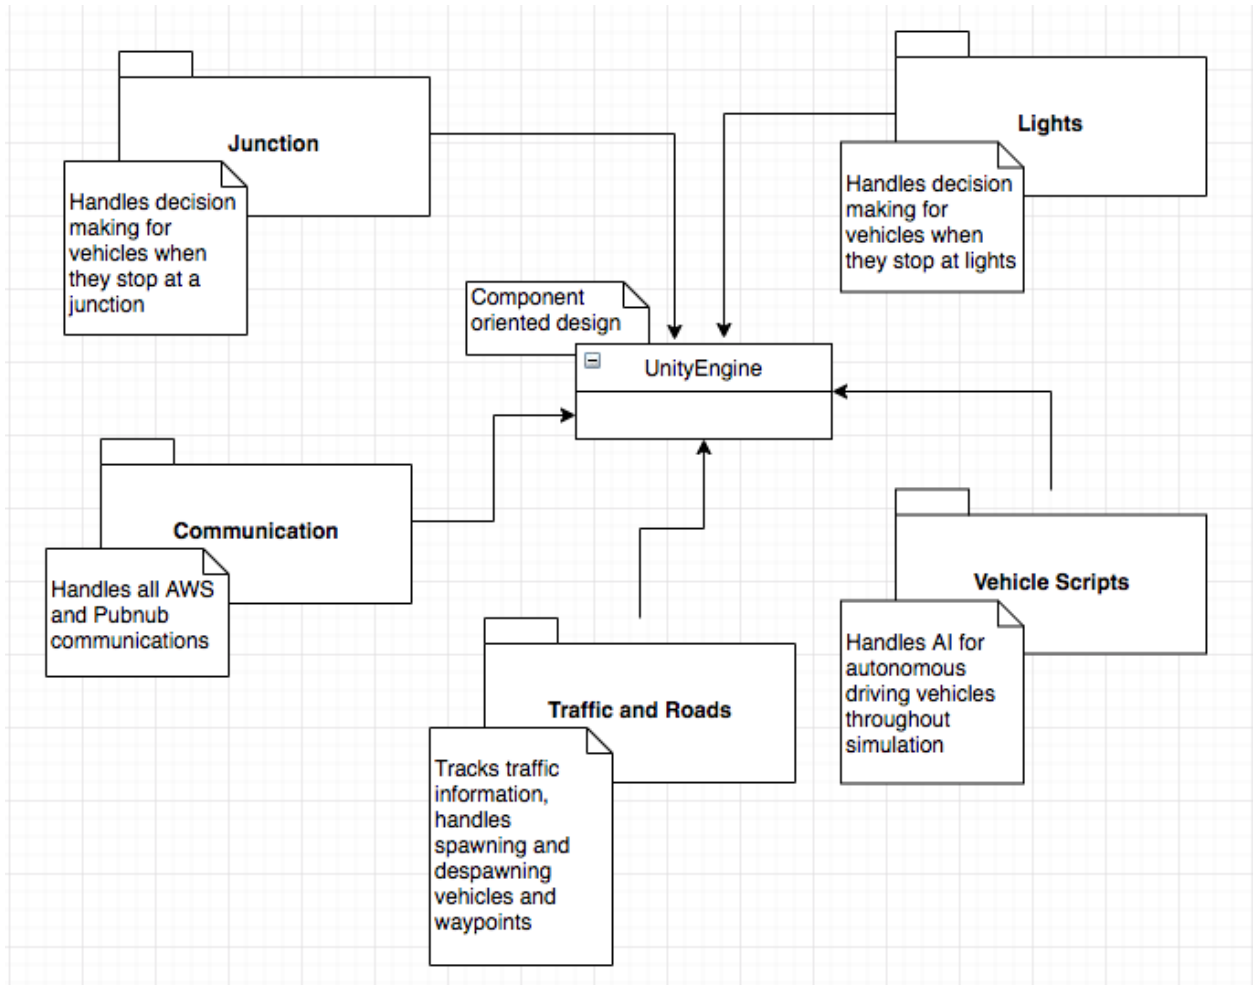 Junction
Handles decision
making for
vehicles when
they stop at a
junction
Lights
Handles decision
making for
vehicles when
they stop at lights
Component
oriented design
UnityEngine
Communication
Handles all AWS
and Pubnub
communications
Vehicle Scripts
Handles AI for
autonomous
driving vehicles
throughout
simulation
Traffic and Roads
Tracks traffic
information,
handles
spawning and
despawning
vehicles and
waypoints